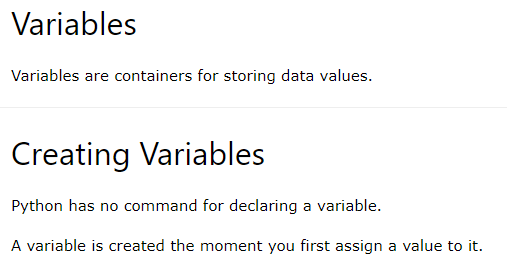 Variables
Variables are containers for storing data values.
Creating Variables
Python has no command for declaring a variable.
A variable is created the moment you first assign a value to it.